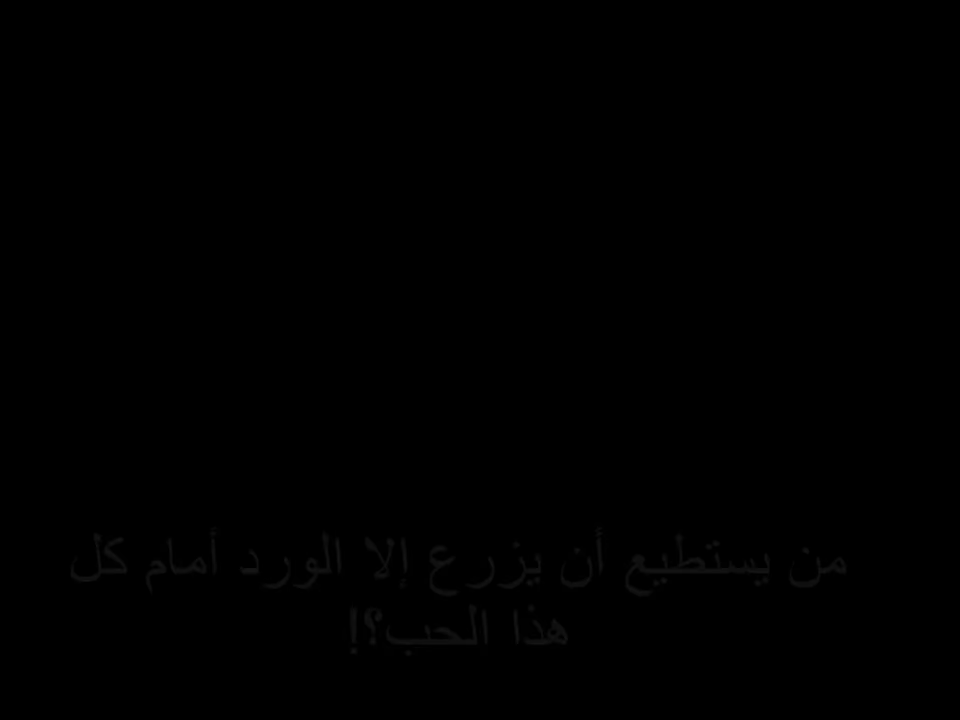 من يستطيع أن يزرع إلا الورد أمام كل
هذا الحب؟!